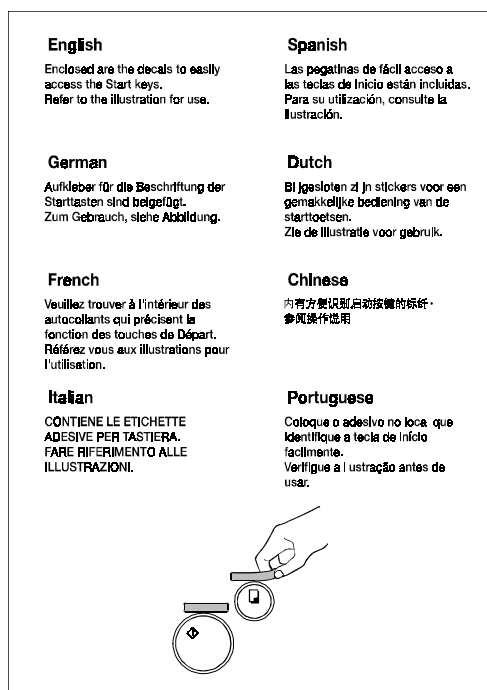 English
Enclosed are the decals to easily
access the Start keys.
Refer to the illustration for use.
Spanish
Las pegatinas de fácil acceso a
las teclas de Inicio están incluidas.
Para su utilización, consulte la
ilustración.
German
Aufkleber für die Beschriftung der
Starttasten sind beigefügt.
Zum Gebrauch, siehe Abbildung.
Dutch
Bijgesloten zijn stickers voor een
gemakkelijke bediening van de
starttoetsen.
Zie de illustratie voor gebruik.
French
Veuillez trouver à l'intérieur des
autocollants qui précisent la
fonction des touches de Départ.
Référez vous aux illustrations pour
l'utilisation.
Chinese
内有方便识别启动按键的标纤·
参阅操作说明
Italian
CONTIENE LE ETICHETTE
ADESIVE PER TASTIERA.
FARE RIFERIMENTO ALLE
ILLUSTRAZIONI.
Portuguese
Coloque o adesivo no local que
identifique a tecla de início
facilmente.
Verifigue a ilustração antes de
usar.